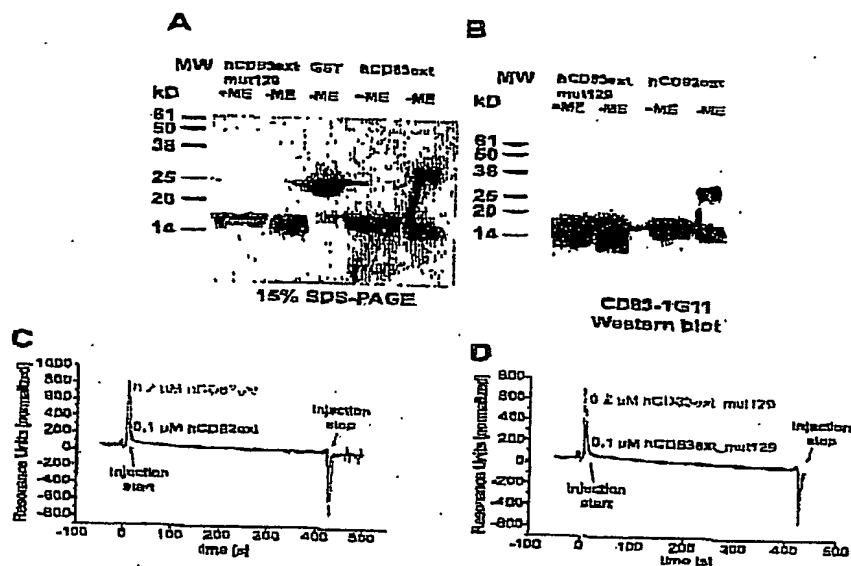 A
MW hCD83ext GST hCD83ext
mut129
kD +ME -ME -ME +ME -ME
61
50
38
25
20
14
15% SDS-PAGE
B
MW hCD83ext hCD83ext
mut129
kD +ME -ME +ME -ME
61
50
38
25
20
14
CD83-1G11
Western blot
C
Resonance Units [normalized]
1000
800
600
400
200
0
-200
-400
-600
-800
0,1 µM hCD83ext
Injection
start
Injection
stop
-100 0 100 200 300 400 500
time [s]
D
Resonance Units [normalized]
800
600
400
200
0
-200
-400
-600
0,2 µM hCD83ext_mut129
0,1 µM hCD83ext_mut129
Injection
start
Injection
stop
-100 0 100 200 300 400 500
time [s]